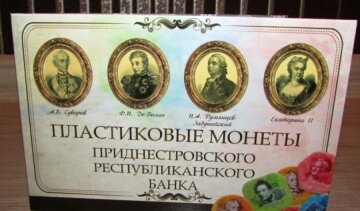 А.В. Суворов
Ф.П. Де-Волан
П.А. Румянцев-
Задунайский
Екатерина II
ПЛАСТИКОВЫЕ МОНЕТЫ
ПРИДНЕСТРОВСКОГО
РЕСПУБЛИКАНСКОГО
БАНКА